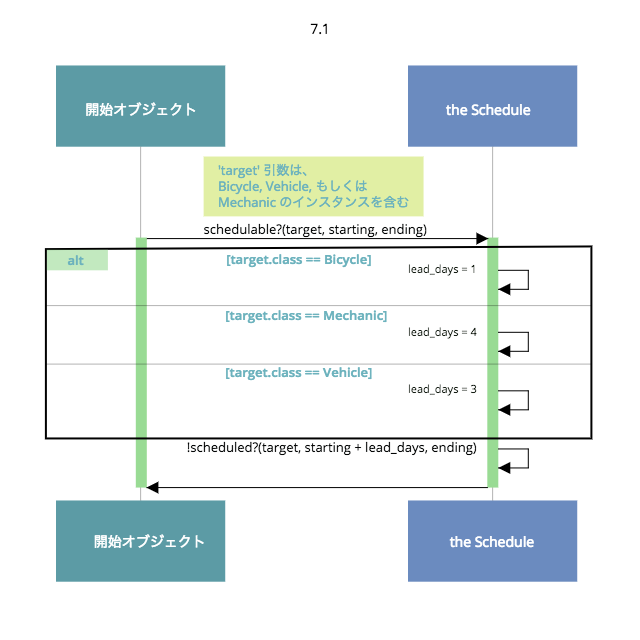 7.1
開始オブジェクト
the Schedule
'target' 引数は、
Bicycle, Vehicle, もしくは
Mechanic のインスタンスを含む
schedulable?(target, starting, ending)
alt
[target.class == Bicycle]
lead_days = 1
[target.class == Mechanic]
lead_days = 4
[target.class == Vehicle]
lead_days = 3
!scheduled?(target, starting + lead_days, ending)
開始オブジェクト
the Schedule